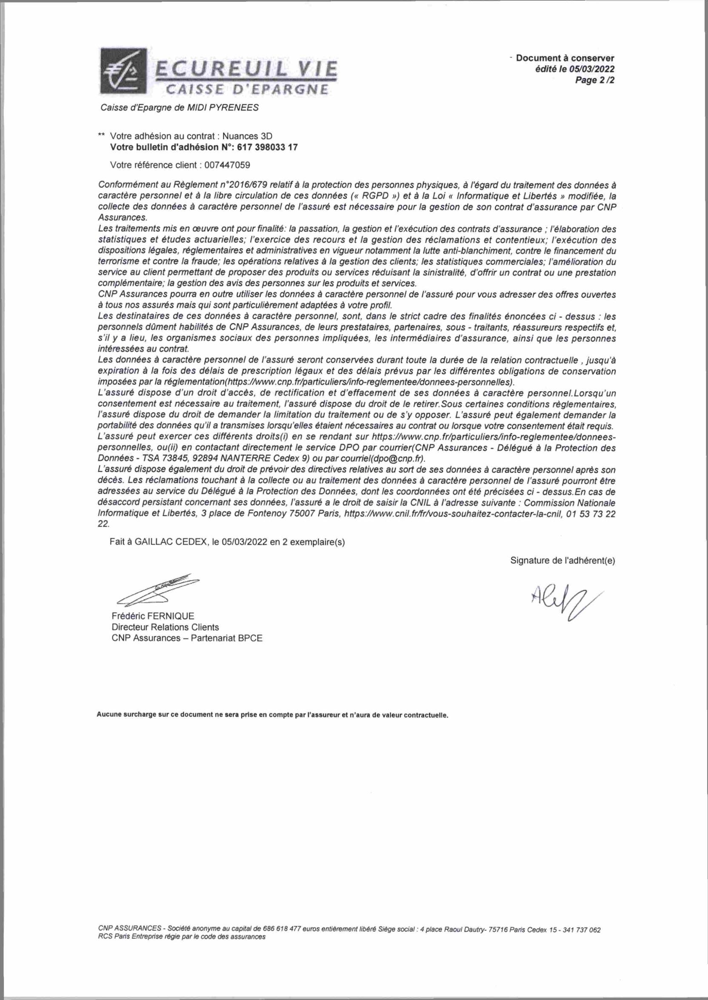 ECUREUIL VIE
CAISSE D'EPARGNE
Caisse d'Epargne de MIDI PYRENEES
- Document à conserver
édité le 05/03/2022
Page 2 /2
** Votre adhésion au contrat : Nuances 3D
Votre bulletin d'adhésion N°: 617 398033 17
Votre référence client : 007447059
Conformément au Règlement n°2016/679 relatif à la protection des personnes physiques, à l'égard du traitement des données à
caractère personnel et à la libre circulation de ces données (« RGPD ») et à la Loi « Informatique et Libertés » modifiée, la
collecte des données à caractère personnel de l'assuré est nécessaire pour la gestion de son contrat d'assurance par CNP
Assurances.
Les traitements mis en œuvre ont pour finalité: la passation, la gestion et l'exécution des contrats d'assurance ; l'élaboration des
statistiques et études actuarielles; l'exercice des recours et la gestion des réclamations et contentieux; l'exécution des
dispositions légales, réglementaires et administratives en vigueur notamment la lutte anti-blanchiment, contre le financement du
terrorisme et contre la fraude; les opérations relatives à la gestion des clients; les statistiques commerciales; l'amélioration du
service au client permettant de proposer des produits ou services réduisant la sinistralité, d'offrir un contrat ou une prestation
complémentaire; la gestion des avis des personnes sur les produits et services.
CNP Assurances pourra en outre utiliser les données à caractère personnel de l'assuré pour vous adresser des offres ouvertes
à tous nos assurés mais qui sont particulièrement adaptées à votre profil.
Les destinataires de ces données à caractère personnel, sont, dans le strict cadre des finalités énoncées ci - dessus : les
personnels dûment habilités de CNP Assurances, de leurs prestataires, partenaires, sous - traitants, réassureurs respectifs et,
s'il y a lieu, les organismes sociaux des personnes impliquées, les intermédiaires d'assurance, ainsi que les personnes
intéressées au contrat.
Les données à caractère personnel de l'assuré seront conservées durant toute la durée de la relation contractuelle , jusqu'à
expiration à la fois des délais de prescription légaux et des délais prévus par les différentes obligations de conservation
imposées par la réglementation(https://www.cnp.fr/particuliers/info-reglementee/donnees-personnelles).
L'assuré dispose d'un droit d'accès, de rectification et d'effacement de ses données à caractère personnel.Lorsqu'un
consentement est nécessaire au traitement, l'assuré dispose du droit de le retirer.Sous certaines conditions règlementaires,
l'assuré dispose du droit de demander la limitation du traitement ou de s'y opposer. L'assuré peut également demander la
portabilité des données qu'il a transmises lorsqu'elles étaient nécessaires au contrat ou lorsque votre consentement était requis.
L'assuré peut exercer ces différents droits(i) en se rendant sur https://www.cnp.fr/particuliers/info-reglementee/donnees-
personnelles, ou(ii) en contactant directement le service DPO par courrier(CNP Assurances - Délégué à la Protection des
Données - TSA 73845, 92894 NANTERRE Cedex 9) ou par courriel(dpo@cnp.fr).
L'assuré dispose également du droit de prévoir des directives relatives au sort de ses données à caractère personnel après son
décès. Les réclamations touchant à la collecte ou au traitement des données à caractère personnel de l'assuré pourront être
adressées au service du Délégué à la Protection des Données, dont les coordonnées ont été précisées ci - dessus.En cas de
désaccord persistant concernant ses données, l'assuré a le droit de saisir la CNIL à l'adresse suivante : Commission Nationale
Informatique et Libertés, 3 place de Fontenoy 75007 Paris, https://www.cnil.fr/fr/vous-souhaitez-contacter-la-cnil, 01 53 73 22
22.
Fait à GAILLAC CEDEX, le 05/03/2022 en 2 exemplaire(s)
Signature de l'adhérent(e)
Frédéric FERNIQUE
Directeur Relations Clients
CNP Assurances – Partenariat BPCE
Aucune surcharge sur ce document ne sera prise en compte par l'assureur et n'aura de valeur contractuelle.
CNP ASSURANCES - Société anonyme au capital de 686 618 477 euros entièrement libéré Siège social : 4 place Raoul Dautry- 75716 Paris Cedex 15 - 341 737 062
RCS Paris Entreprise régie par le code des assurances